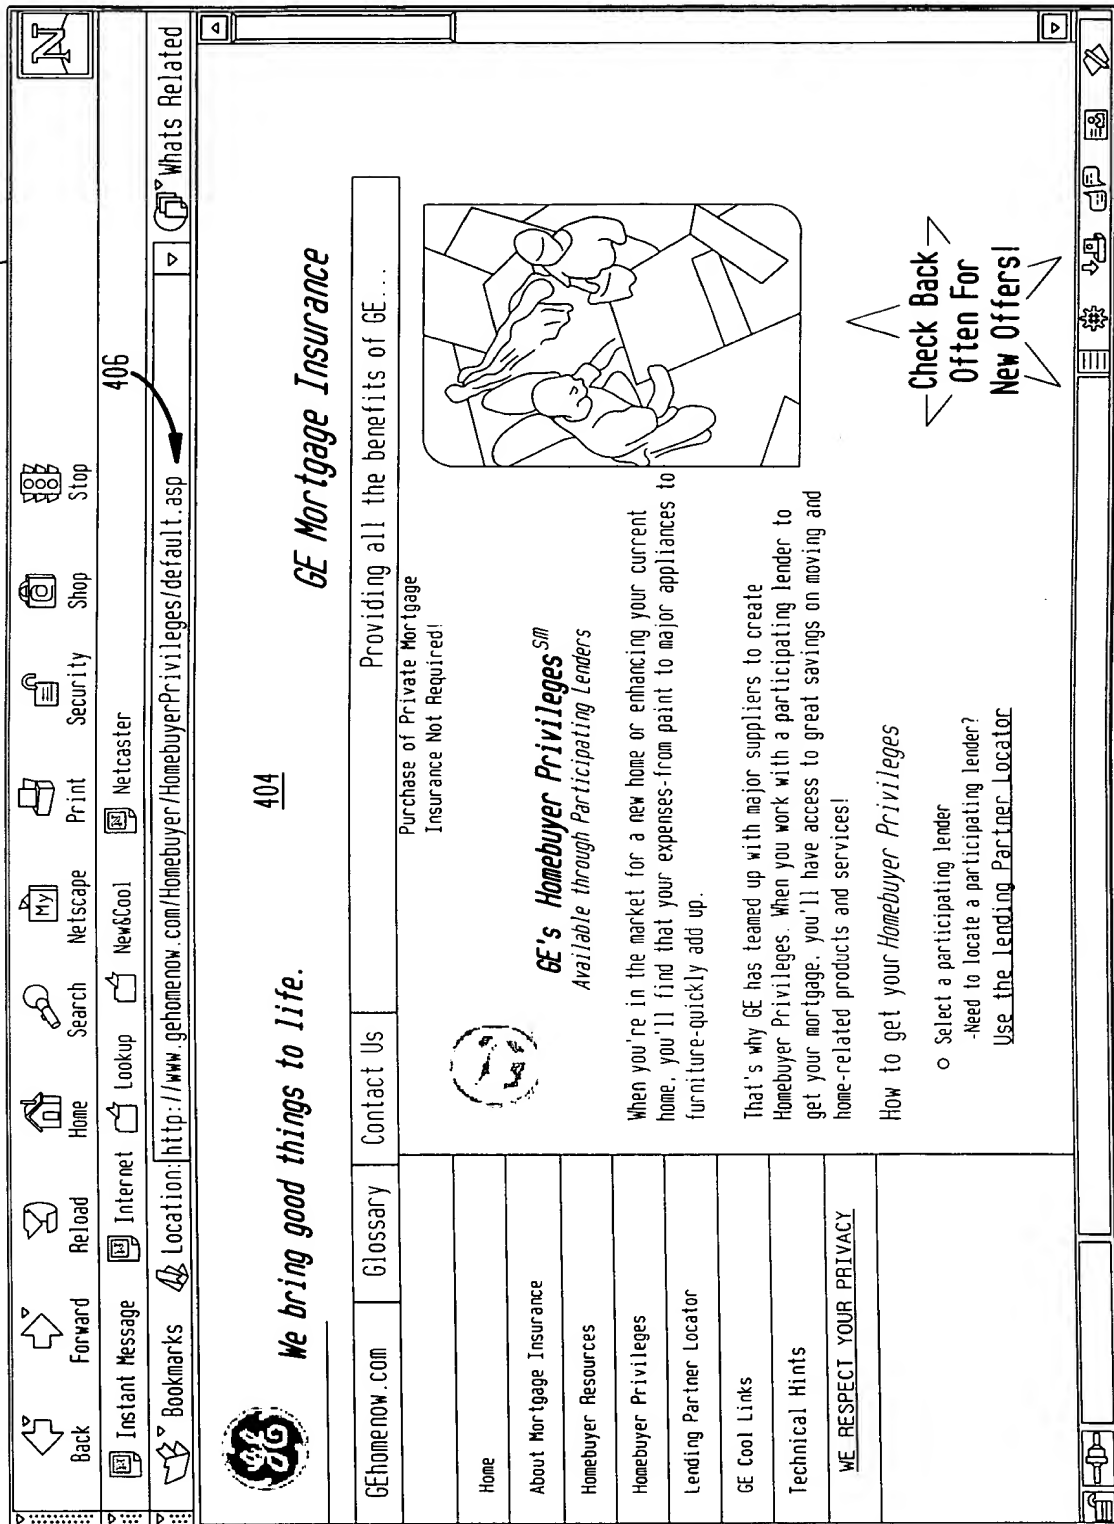 Back Forward Reload Home Search Netscape Print Security Shop Stop
My
N
Instant Message Internet Lookup New&Cool Netcaster
406
Bookmarks Location: http://www.gehomenow.com/Homebuyer/HomebuyerPrivileges/default.asp Whats Related
We bring good things to life.
404
GE Mortgage Insurance
GEhomenow.com Glossary Contact Us Providing all the benefits of GE...
Purchase of Private Mortgage
Insurance Not Required!
Home
About Mortgage Insurance
Homebuyer Resources
Homebuyer Privileges
Lending Partner Locator
GE Cool Links
Technical Hints
WE RESPECT YOUR PRIVACY
GE's Homebuyer Privileges SM
Available through Participating Lenders
When you're in the market for a new home or enhancing your current
home, you'll find that your expenses-from paint to major appliances to
furniture-quickly add up.
That's why GE has teamed up with major suppliers to create
Homebuyer Privileges. When you work with a participating lender to
get your mortgage, you'll have access to great savings on moving and
home-related products and services!
How to get your Homebuyer Privileges
o Select a participating lender
-Need to locate a participating lender?
Use the Lending Partner Locator
Check Back
Often For
New Offers!